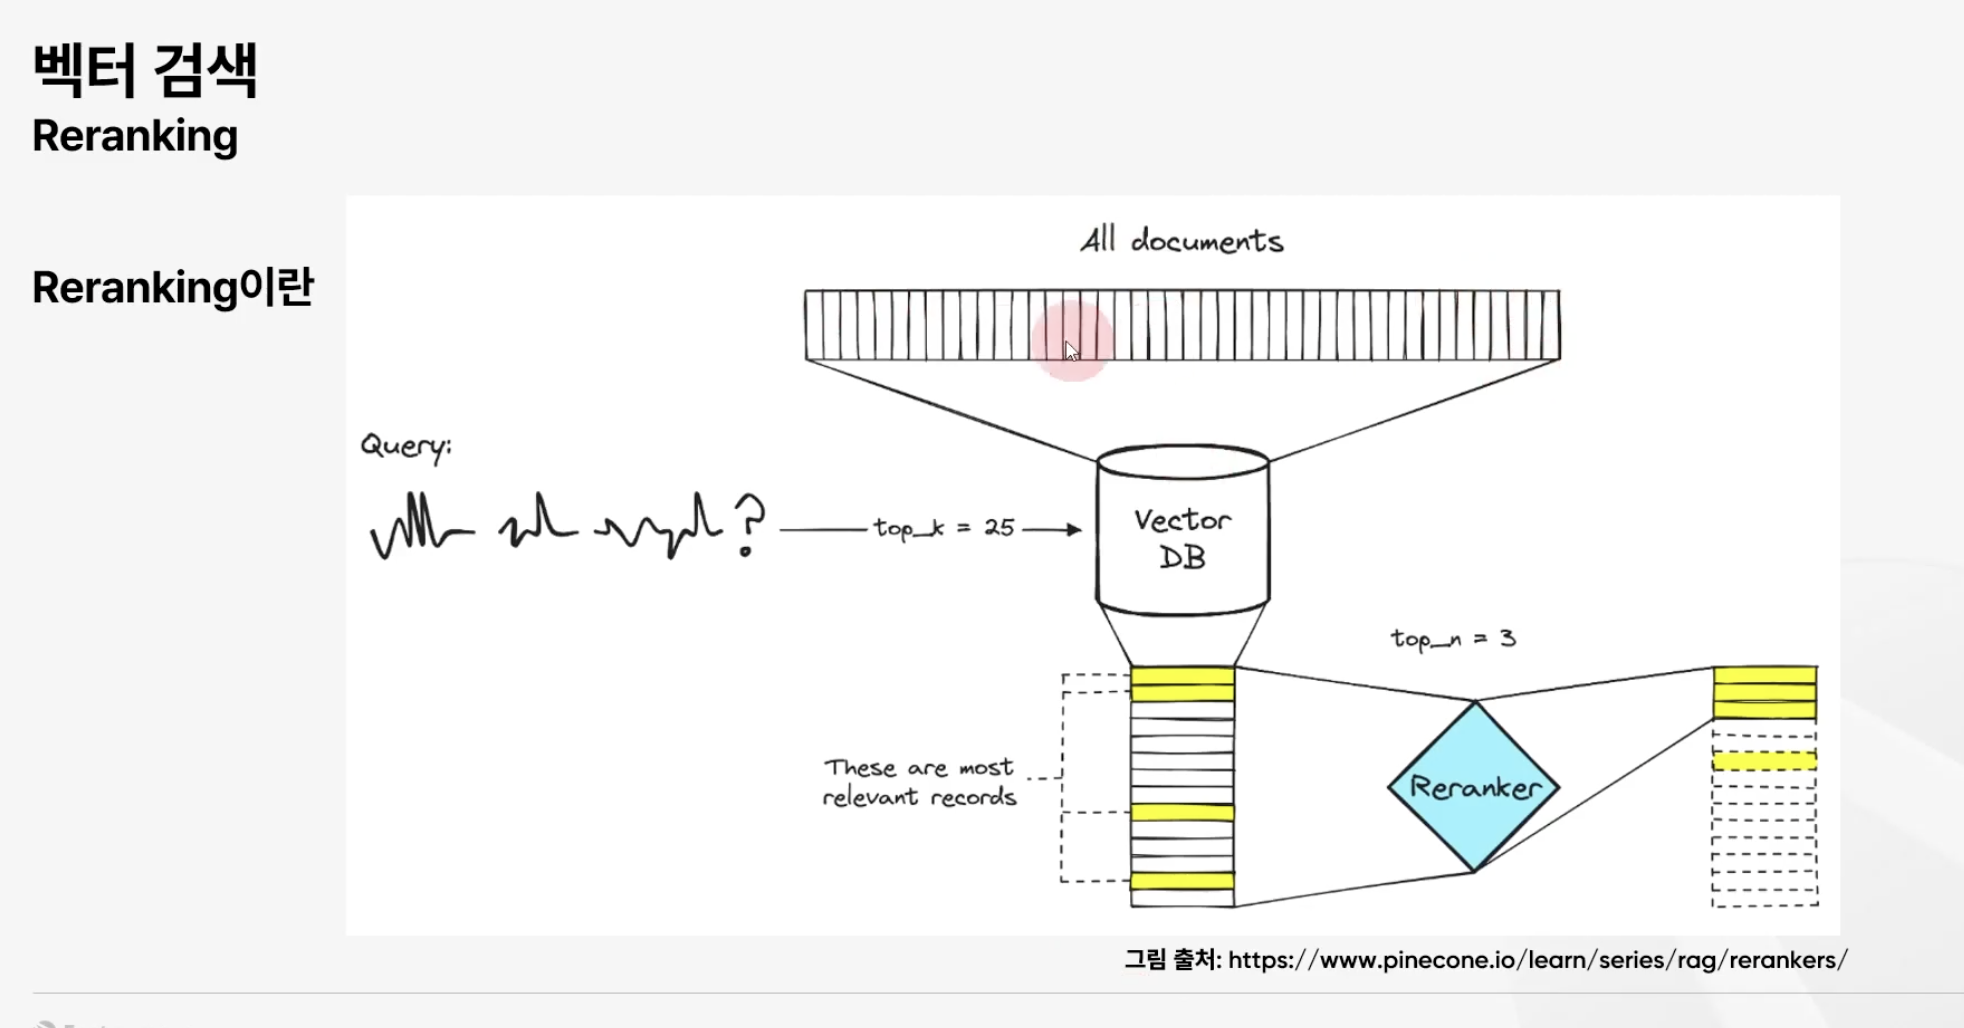 벡터 검색
Reranking
Reranking이란
All documents
Query:
?
top_k = 25
Vector
DB
top_n = 3
These are most
relevant records
Reranker
그림 출처: https://www.pinecone.io/learn/series/rag/rerankers/